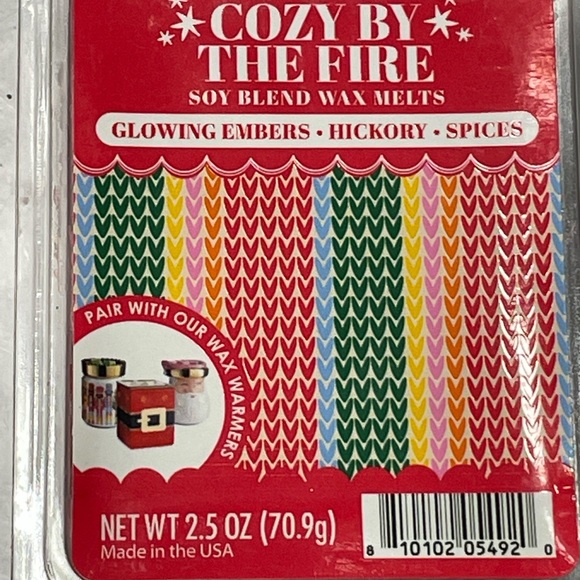 COZY BY
THE FIRE
SOY BLEND WAX MELTS
GLOWING EMBERS • HICKORY • SPICES
PAIR WITH OUR WAX WARMERS
NET WT 2.5 OZ (70.9g)
Made in the USA
8 10102 05492 0